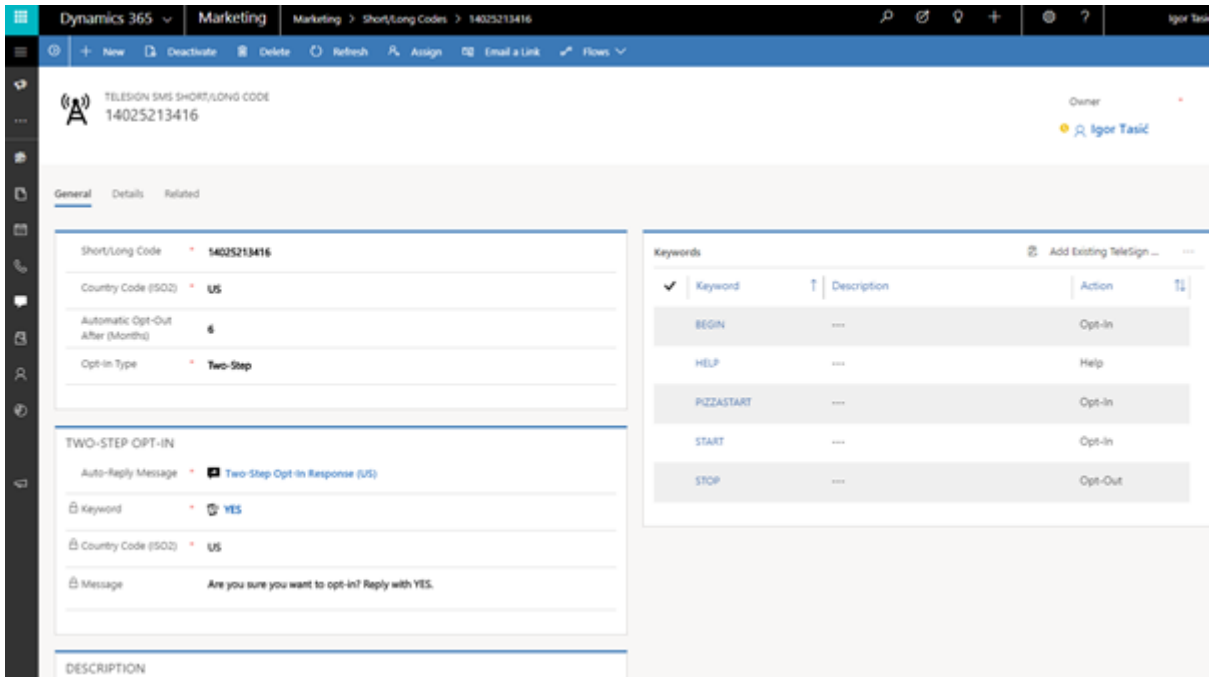 Dynamics 365 Marketing Marketing > Short/Long Codes > 14025213416 ? Igor Tasi
New Deactivate Delete Refresh Assign Email a Link Flows
TELESIGN SMS SHORT/LONG CODE
14025213416
Owner *
Igor Tasić
General Details Related
Short/Long Code * 14025213416
Country Code (ISO2) * US
Automatic Opt-Out
After (Months) 6
Opt-In Type * Two-Step
TWO-STEP OPT-IN
Auto-Reply Message * Two-Step Opt-In Response (US)
Keyword * YES
Country Code (ISO2) * US
Message Are you sure you want to opt-in? Reply with YES.
DESCRIPTION
Keywords Add Existing TeleSign ... ...
Keyword Description Action
BEGIN ---- Opt-In
HELP ---- Help
PIZZASTART ---- Opt-In
START ---- Opt-In
STOP ---- Opt-Out